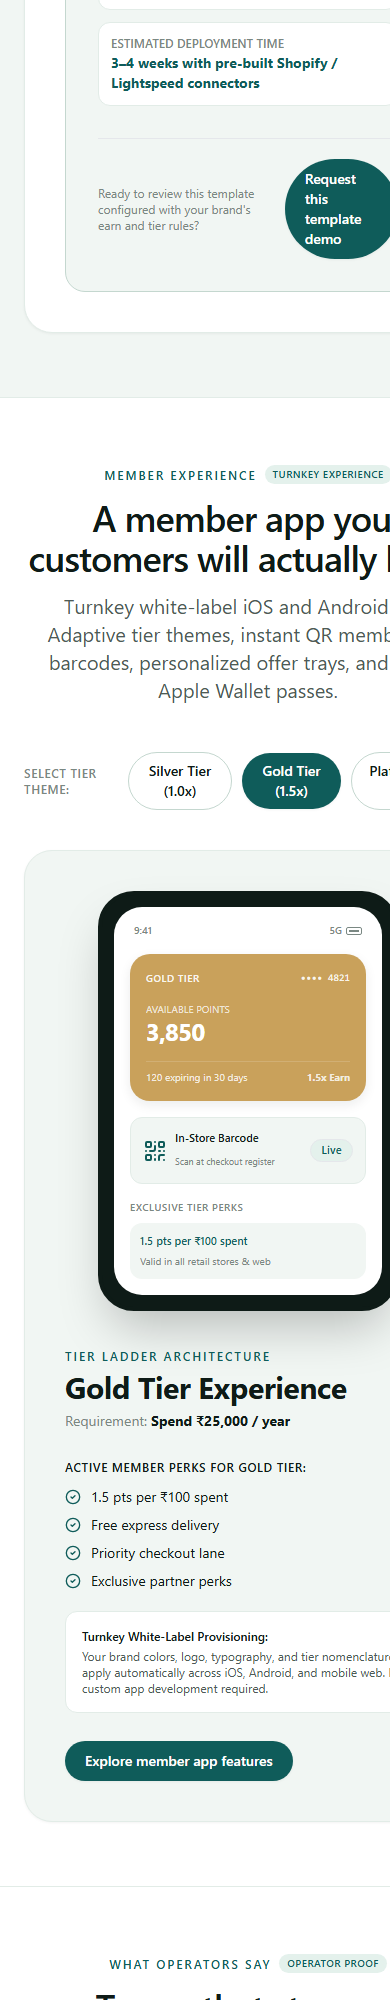 ESTIMATED DEPLOYMENT TIME
3–4 weeks with pre-built Shopify /
Lightspeed connectors
Ready to review this template
configured with your brand's
earn and tier rules?
Request
this
template
demo
MEMBER EXPERIENCE
TURNKEY EXPERIENCE
A member app you
customers will actually
Turnkey white-label iOS and Android
Adaptive tier themes, instant QR memb
barcodes, personalized offer trays, and
Apple Wallet passes.
SELECT TIER
THEME:
Silver Tier
(1.0x)
Gold Tier
(1.5x)
Pla
9:41
5G
GOLD TIER
•••• 4821
AVAILABLE POINTS
3,850
120 expiring in 30 days
1.5x Earn
In-Store Barcode
Scan at checkout register
Live
EXCLUSIVE TIER PERKS
1.5 pts per ₹100 spent
Valid in all retail stores & web
TIER LADDER ARCHITECTURE
Gold Tier Experience
Requirement: Spend ₹25,000 / year
ACTIVE MEMBER PERKS FOR GOLD TIER:
1.5 pts per ₹100 spent
Free express delivery
Priority checkout lane
Exclusive partner perks
Turnkey White-Label Provisioning:
Your brand colors, logo, typography, and tier nomenclature
apply automatically across iOS, Android, and mobile web.
custom app development required.
Explore member app features
WHAT OPERATORS SAY
OPERATOR PROOF